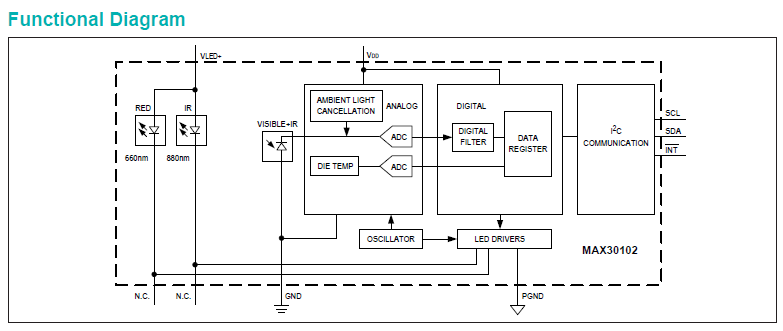 Functional Diagram
VLED+
VDD
RED
IR
660nm
880nm
VISIBLE+IR
AMBIENT LIGHT
CANCELLATION
ANALOG
ADC
DIE TEMP
ADC
DIGITAL
DIGITAL
FILTER
DATA
REGISTER
I2C
COMMUNICATION
SCL
SDA
INT
OSCILLATOR
LED DRIVERS
MAX30102
N.C.
N.C.
GND
PGND